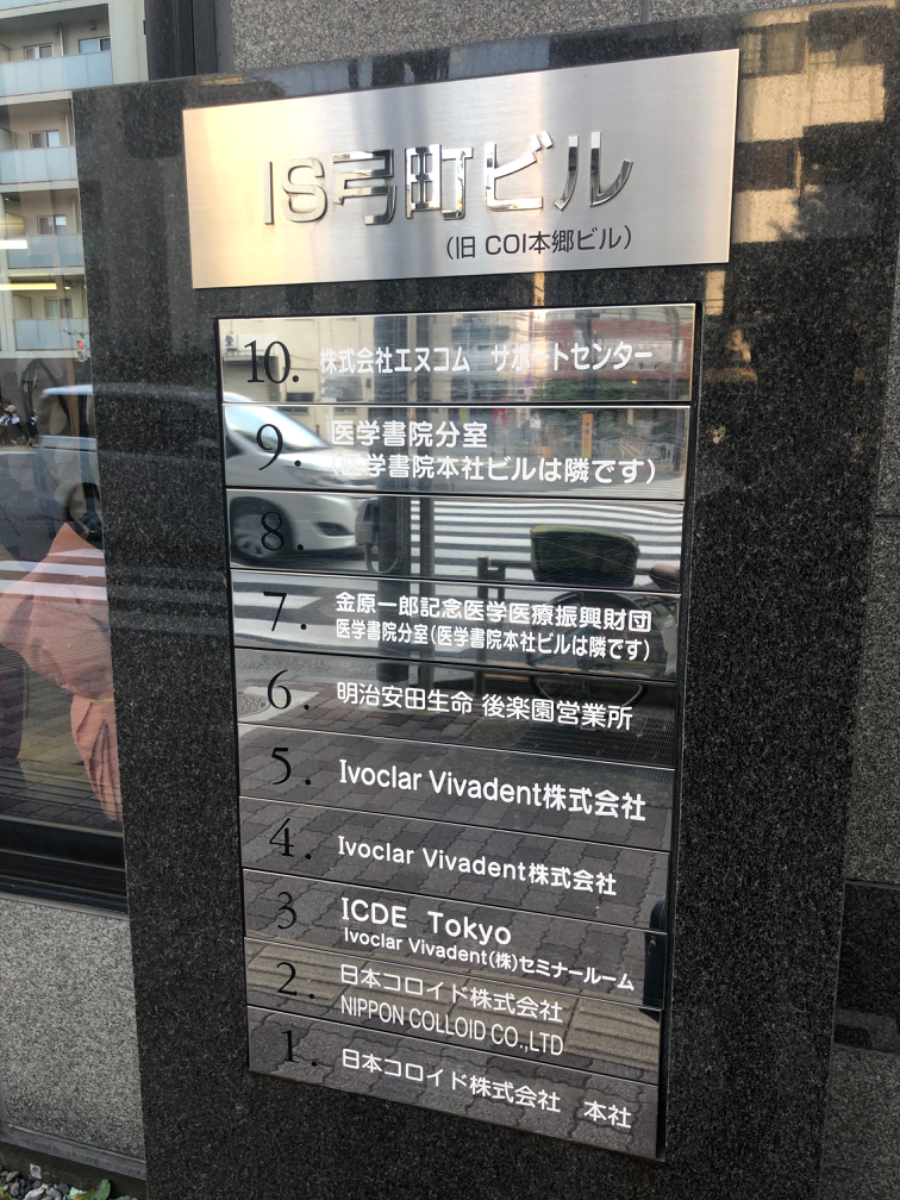 IS弓町ビル
（旧 COI本郷ビル）
10. 株式会社エヌコム　サポートセンター
9. 医学書院分室
（医学書院本社ビルは隣です）
8.
7. 金原一郎記念医学医療振興財団
医学書院分室（医学書院本社ビルは隣です）
6. 明治安田生命 後楽園営業所
5. Ivoclar Vivadent株式会社
4. Ivoclar Vivadent株式会社
3. ICDE Tokyo
Ivoclar Vivadent(株)セミナールーム
2. 日本コロイド株式会社
NIPPON COLLOID CO.,LTD
1. 日本コロイド株式会社　本社